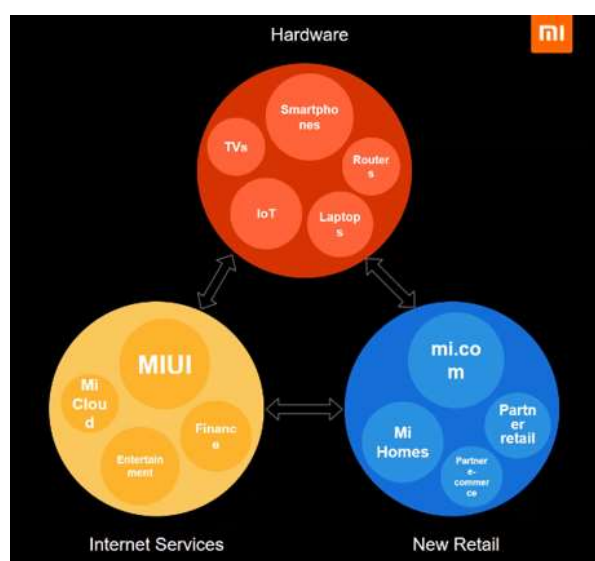 Hardware
mi
Smartpho
nes
TVs
Router
s
IoT
Laptop
s
MIUI
Mi
Clou
d
Financ
e
Entertain
ment
mi.co
m
Mi
Homes
Partn
er
retail
Partner
e-
commer
ce
Internet Services
New Retail